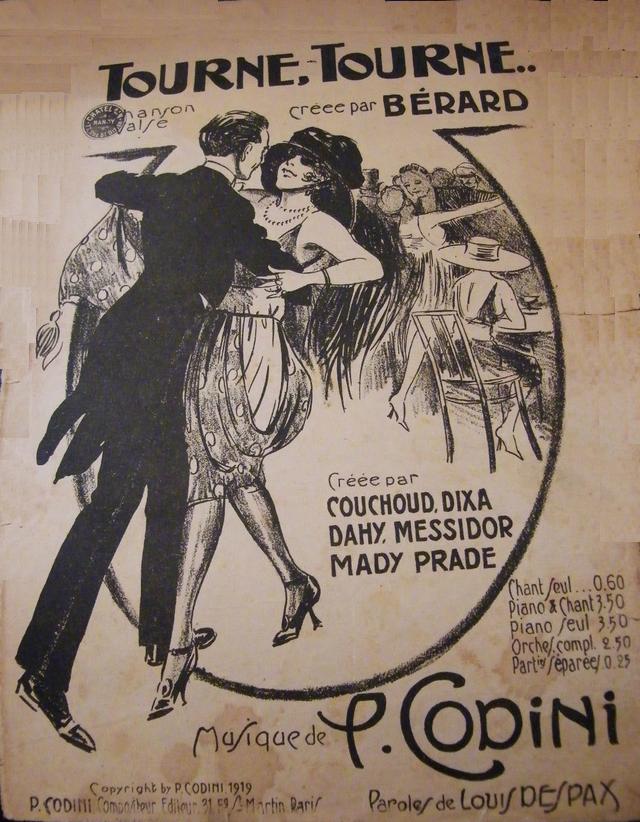 TOURNE, TOURNE..
Chanson Valse
créée par BÉRARD
Créée par
COUCHOUD, DIXA
DAHY, MESSIDOR
MADY PRADE
Chant seul ... 0.60
Piano & Chant 3.50
Piano seul 3.50
Orches. compl. 2.50
Parties séparées 0.25
Musique de P. CODINI
Copyright by P. CODINI 1919
P. CODINI Compositeur Editeur 31 Fg St Martin Paris
Paroles de LOUIS DESPAX